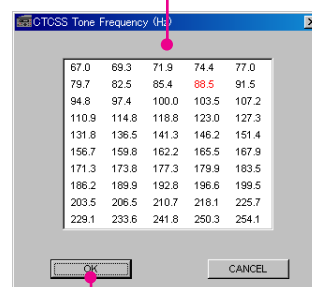 CTCSS Tone Frequency (Hz)
67.0 69.3 71.9 74.4 77.0
79.7 82.5 85.4 88.5 91.5
94.8 97.4 100.0 103.5 107.2
110.9 114.8 118.8 123.0 127.3
131.8 136.5 141.3 146.2 151.4
156.7 159.8 162.2 165.5 167.9
171.3 173.8 177.3 179.9 183.5
186.2 189.9 192.8 196.6 199.5
203.5 206.5 210.7 218.1 225.7
229.1 233.6 241.8 250.3 254.1
OK CANCEL